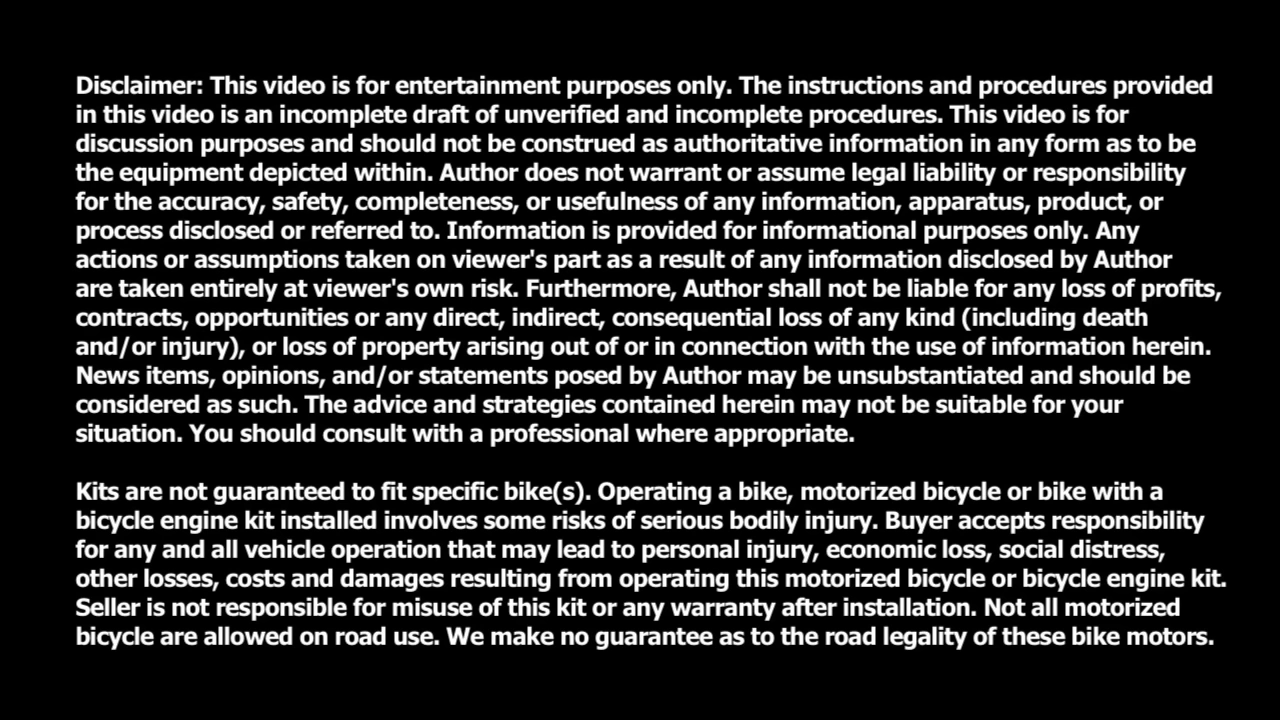 Disclaimer: This video is for entertainment purposes only. The instructions and procedures provided
in this video is an incomplete draft of unverified and incomplete procedures. This video is for
discussion purposes and should not be construed as authoritative information in any form as to be
the equipment depicted within. Author does not warrant or assume legal liability or responsibility
for the accuracy, safety, completeness, or usefulness of any information, apparatus, product, or
process disclosed or referred to. Information is provided for informational purposes only. Any
actions or assumptions taken on viewer's part as a result of any information disclosed by Author
are taken entirely at viewer's own risk. Furthermore, Author shall not be liable for any loss of profits,
contracts, opportunities or any direct, indirect, consequential loss of any kind (including death
and/or injury), or loss of property arising out of or in connection with the use of information herein.
News items, opinions, and/or statements posed by Author may be unsubstantiated and should be
considered as such. The advice and strategies contained herein may not be suitable for your
situation. You should consult with a professional where appropriate.
Kits are not guaranteed to fit specific bike(s). Operating a bike, motorized bicycle or bike with a
bicycle engine kit installed involves some risks of serious bodily injury. Buyer accepts responsibility
for any and all vehicle operation that may lead to personal injury, economic loss, social distress,
other losses, costs and damages resulting from operating this motorized bicycle or bicycle engine kit.
Seller is not responsible for misuse of this kit or any warranty after installation. Not all motorized
bicycle are allowed on road use. We make no guarantee as to the road legality of these bike motors.